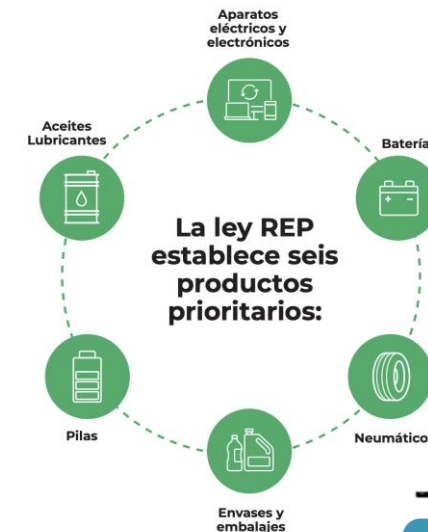 Aparatos
eléctricos y
electrónicos
Aceites
Lubricantes
Batería
La ley REP
establece seis
productos
prioritarios:
Pilas
Neumático
Envases y
embalajes